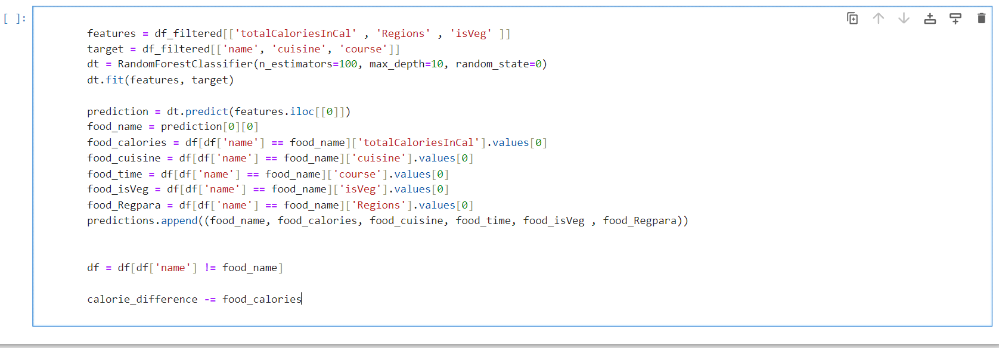 [ ]:
features = df_filtered[['totalCaloriesInCal' , 'Regions' , 'isVeg' ]]
target = df_filtered[['name', 'cuisine', 'course']]
dt = RandomForestClassifier(n_estimators=100, max_depth=10, random_state=0)
dt.fit(features, target)
prediction = dt.predict(features.iloc[[0]])
food_name = prediction[0][0]
food_calories = df[df['name'] == food_name]['totalCaloriesInCal'].values[0]
food_cuisine = df[df['name'] == food_name]['cuisine'].values[0]
food_time = df[df['name'] == food_name]['course'].values[0]
food_isVeg = df[df['name'] == food_name]['isVeg'].values[0]
food_Regpara = df[df['name'] == food_name]['Regions'].values[0]
predictions.append((food_name, food_calories, food_cuisine, food_time, food_isVeg , food_Regpara))
df = df[df['name'] != food_name]
calorie_difference -= food_calories